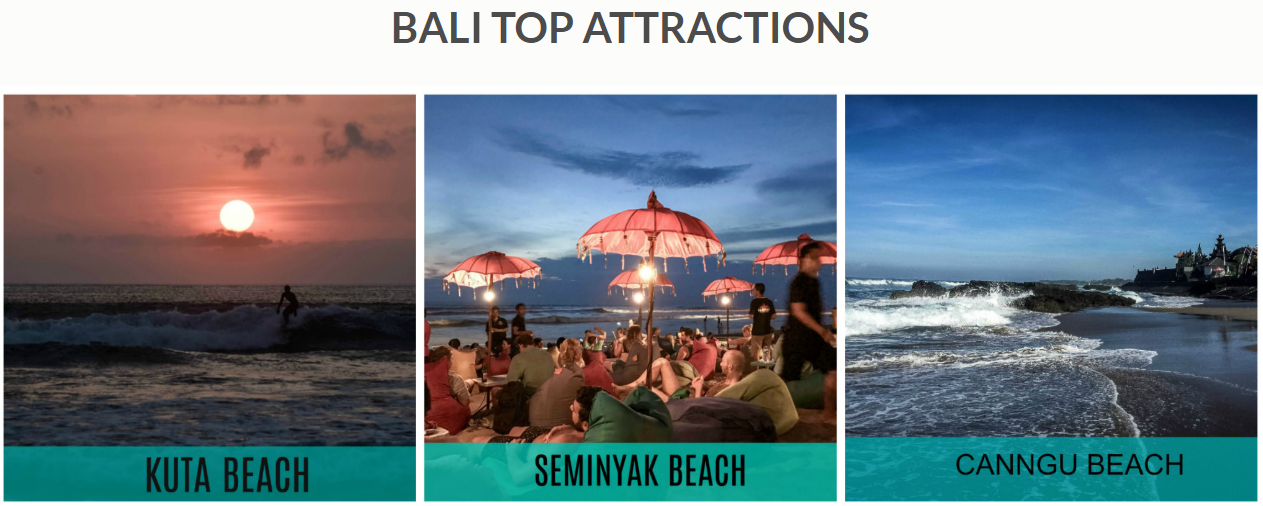 BALI TOP ATTRACTIONS
KUTA BEACH
SEMINYAK BEACH
CANNGU BEACH